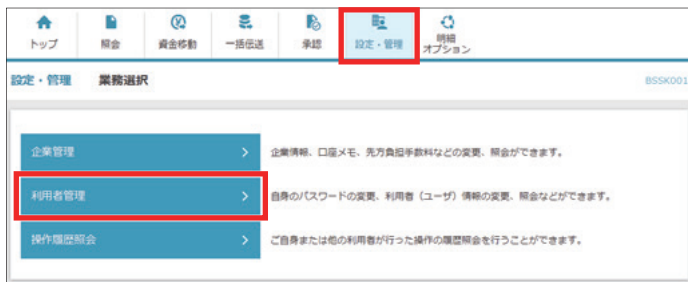 トップ 照会 資金移動 一括伝送 承認 設定・管理 明細
オプション
設定・管理 業務選択 BSSK001
企業管理 企業情報、口座メモ、先方負担手数料などの変更、照会ができます。
利用者管理 自身のパスワードの変更、利用者（ユーザ）情報の変更、照会などができます。
操作履歴照会 ご自身または他の利用者が行った操作の履歴照会を行うことができます。